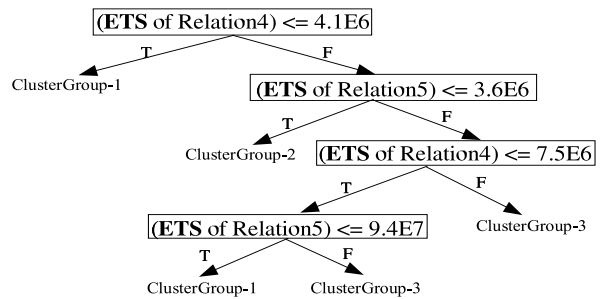 (ETS of Relation4) <= 4.1E6
T
F
ClusterGroup-1
(ETS of Relation5) <= 3.6E6
T
F
ClusterGroup-2
(ETS of Relation4) <= 7.5E6
T
F
(ETS of Relation5) <= 9.4E7
ClusterGroup-3
T
F
ClusterGroup-1
ClusterGroup-3